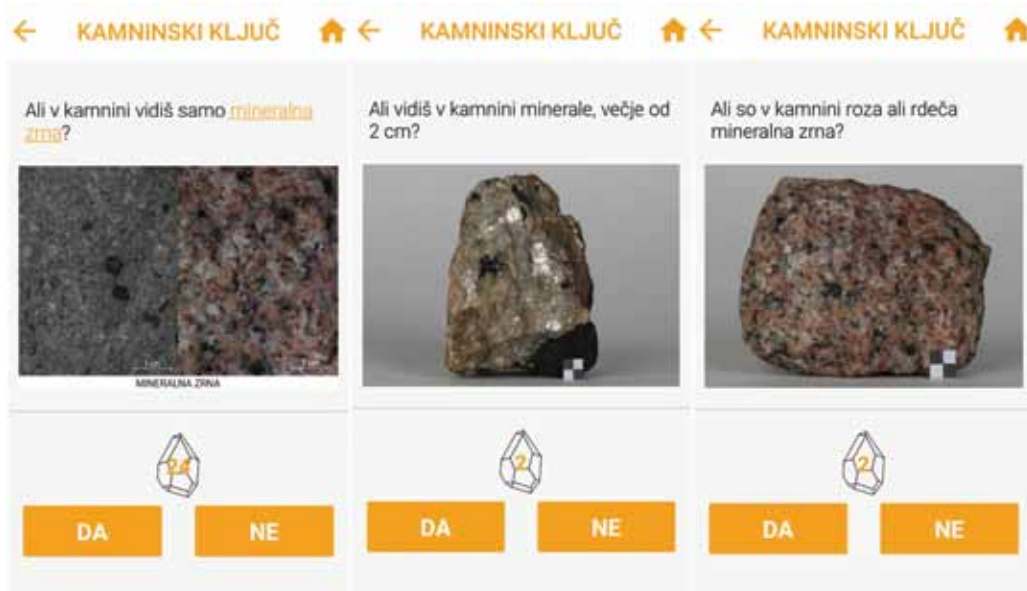 KAMNINSKI KLJUČ
Ali v kamnini vidiš samo mineralna
zrna?
MINERALNA ZRNA
24
DA
NE
KAMNINSKI KLJUČ
Ali vidiš v kamnini minerale, večje od
2 cm?
2
DA
NE
KAMNINSKI KLJUČ
Ali so v kamnini roza ali rdeča
mineralna zrna?
2
DA
NE